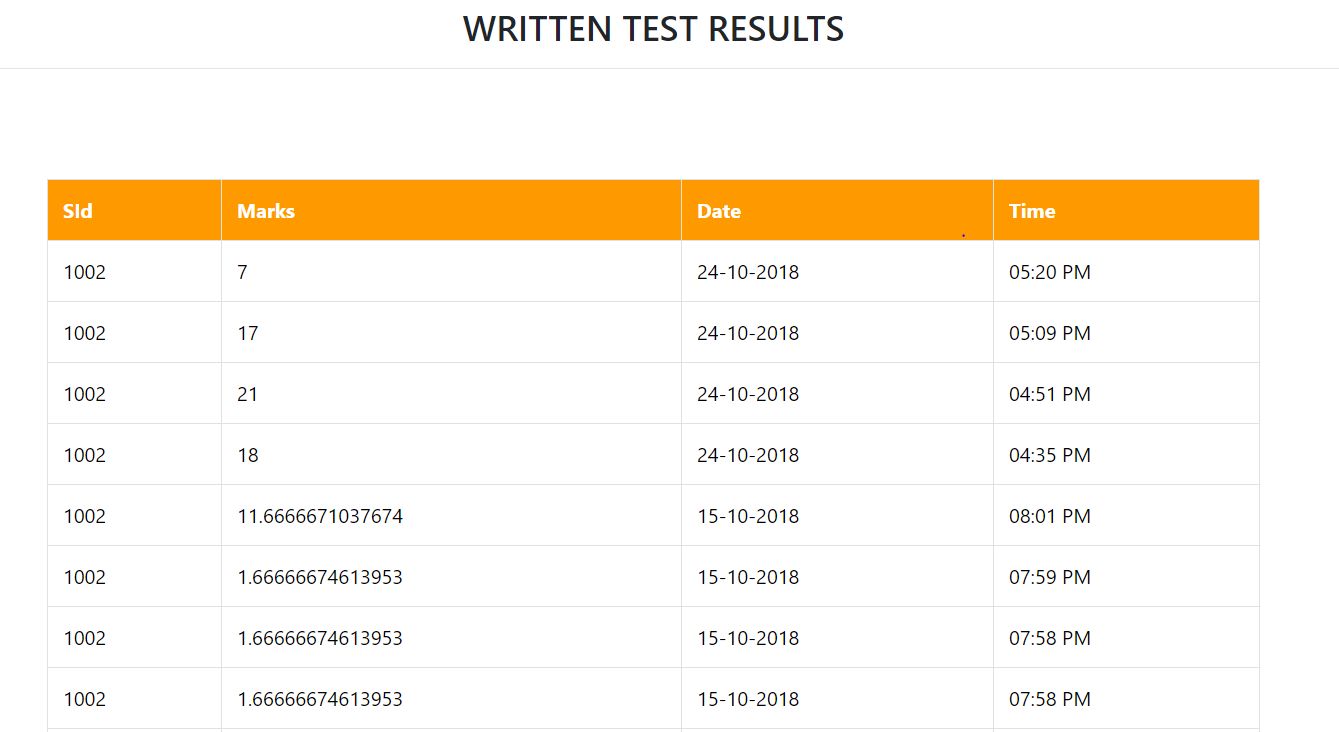 WRITTEN TEST RESULTS
SId Marks Date Time
1002 7 24-10-2018 05:20 PM
1002 17 24-10-2018 05:09 PM
1002 21 24-10-2018 04:51 PM
1002 18 24-10-2018 04:35 PM
1002 11.6666671037674 15-10-2018 08:01 PM
1002 1.66666674613953 15-10-2018 07:59 PM
1002 1.66666674613953 15-10-2018 07:58 PM
1002 1.66666674613953 15-10-2018 07:58 PM